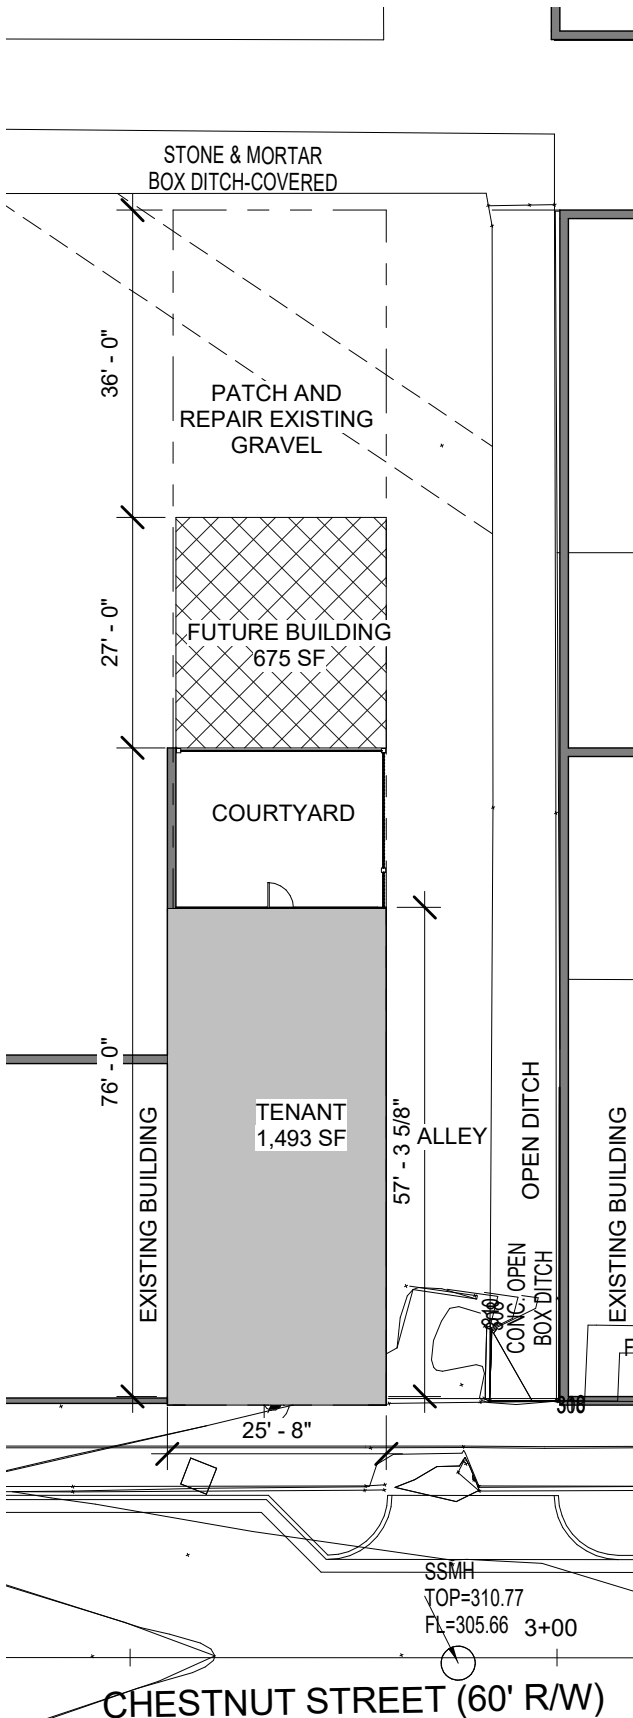 STONE & MORTAR
BOX DITCH-COVERED
36' - 0"
PATCH AND
REPAIR EXISTING
GRAVEL
27' - 0"
FUTURE BUILDING
675 SF
COURTYARD
76' - 0"
TENANT
1,493 SF
57' - 3 5/8"
ALLEY
OPEN DITCH
EXISTING BUILDING
CONC. OPEN
BOX DITCH
EXISTING BUILDING
25' - 8"
SSMH
TOP=310.77
FL=305.66
3+00
CHESTNUT STREET (60' R/W)